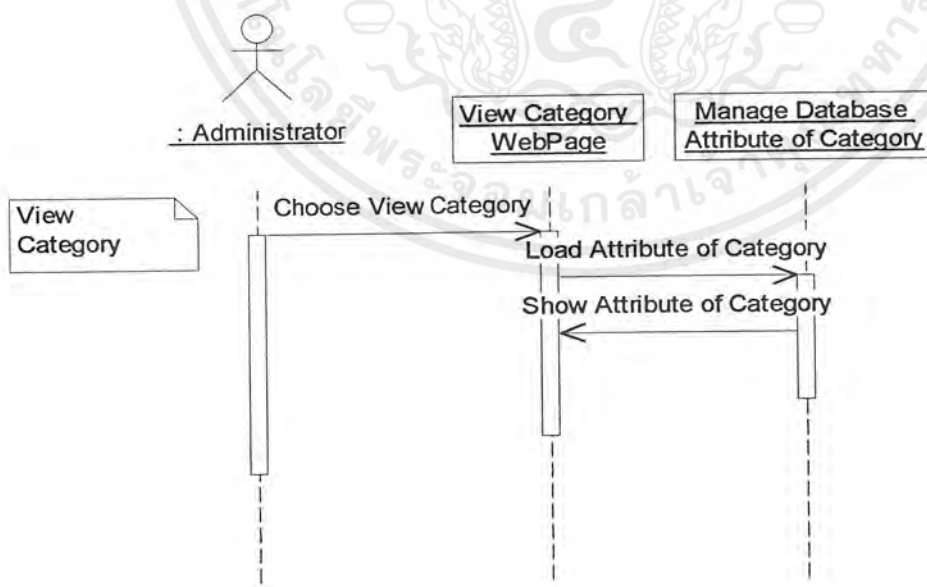 : Administrator
View Category
WebPage
Manage Database
Attribute of Category
View
Category
Choose View Category
Load Attribute of Category
Show Attribute of Category